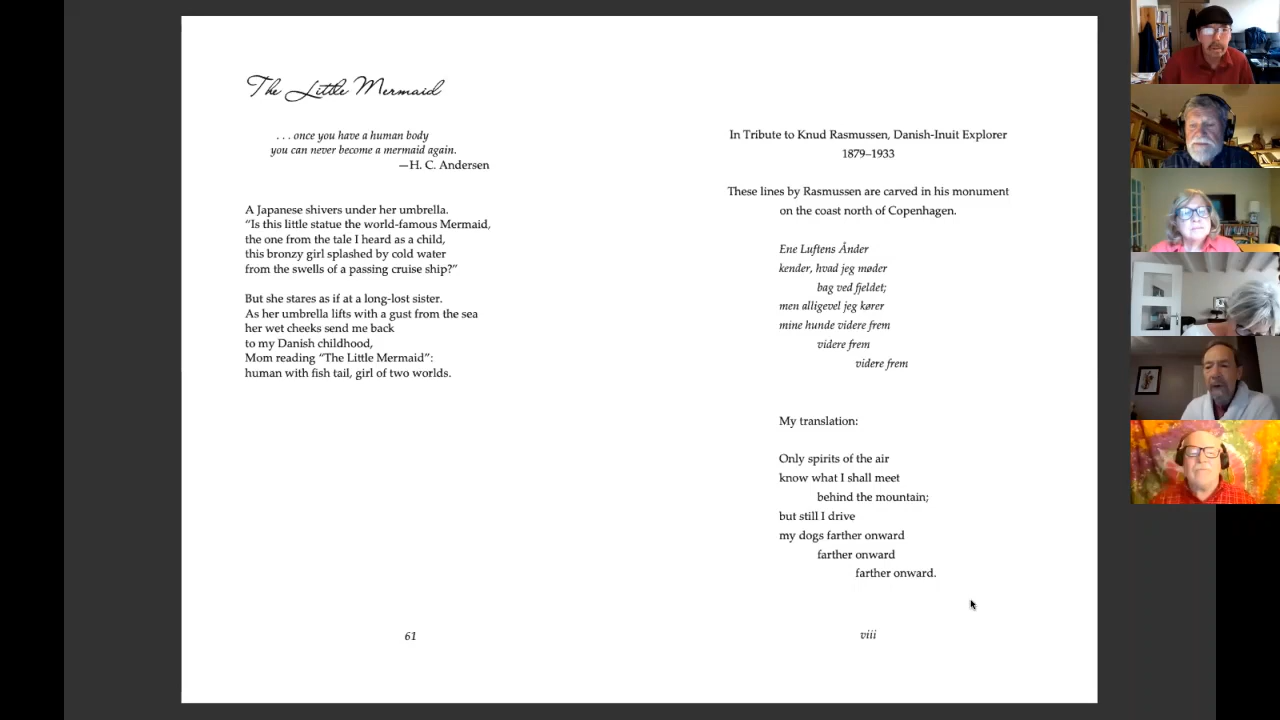 The Little Mermaid
. . . once you have a human body
you can never become a mermaid again.
—H. C. Andersen
A Japanese shivers under her umbrella.
“Is this little statue the world-famous Mermaid,
the one from the tale I heard as a child,
this bronzy girl splashed by cold water
from the swells of a passing cruise ship?”
But she stares as if at a long-lost sister.
As her umbrella lifts with a gust from the sea
her wet cheeks send me back
to my Danish childhood,
Mom reading “The Little Mermaid”:
human with fish tail, girl of two worlds.
61
In Tribute to Knud Rasmussen, Danish-Inuit Explorer
1879–1933
These lines by Rasmussen are carved in his monument
on the coast north of Copenhagen.
Ene Luftens Ånder
kender, hvad jeg møder
bag ved fjeldet;
men alligevel jeg kører
mine hunde videre frem
videre frem
videre frem
My translation:
Only spirits of the air
know what I shall meet
behind the mountain;
but still I drive
my dogs farther onward
farther onward
farther onward.
viii